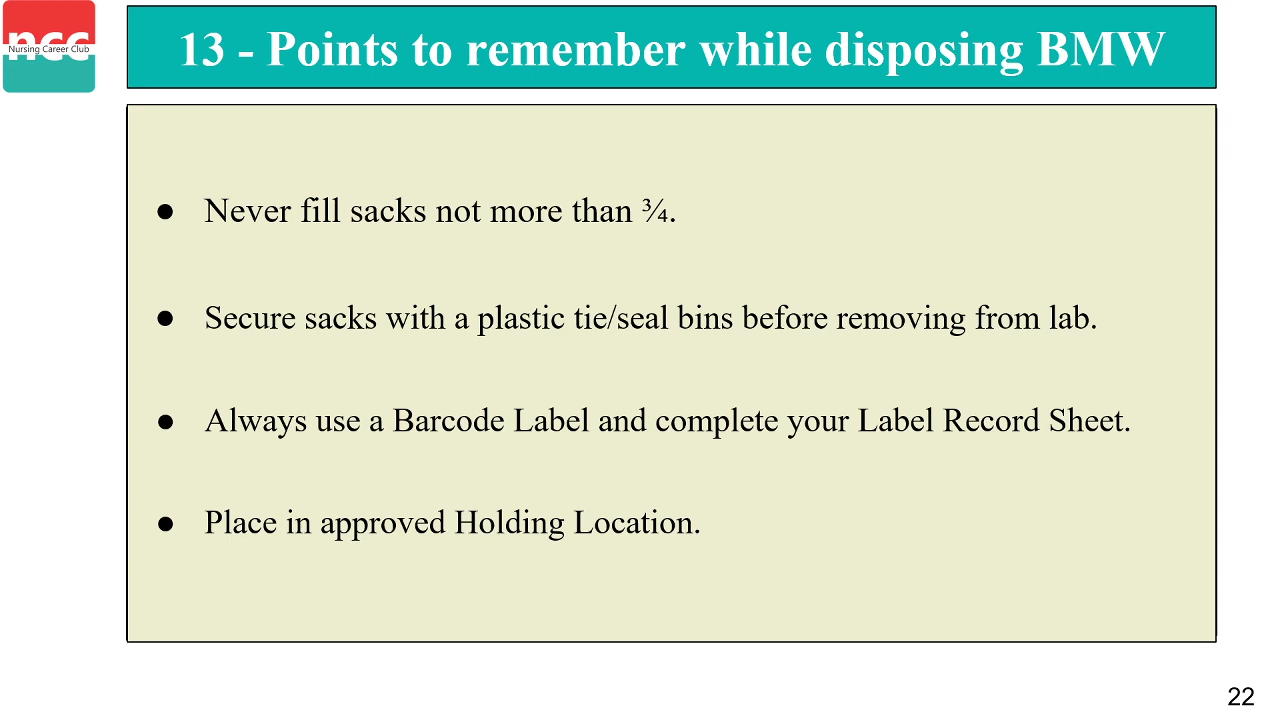 ncc
Nursing Career Club
13 - Points to remember while disposing BMW
● Never fill sacks not more than ¾.
● Secure sacks with a plastic tie/seal bins before removing from lab.
● Always use a Barcode Label and complete your Label Record Sheet.
● Place in approved Holding Location.
22